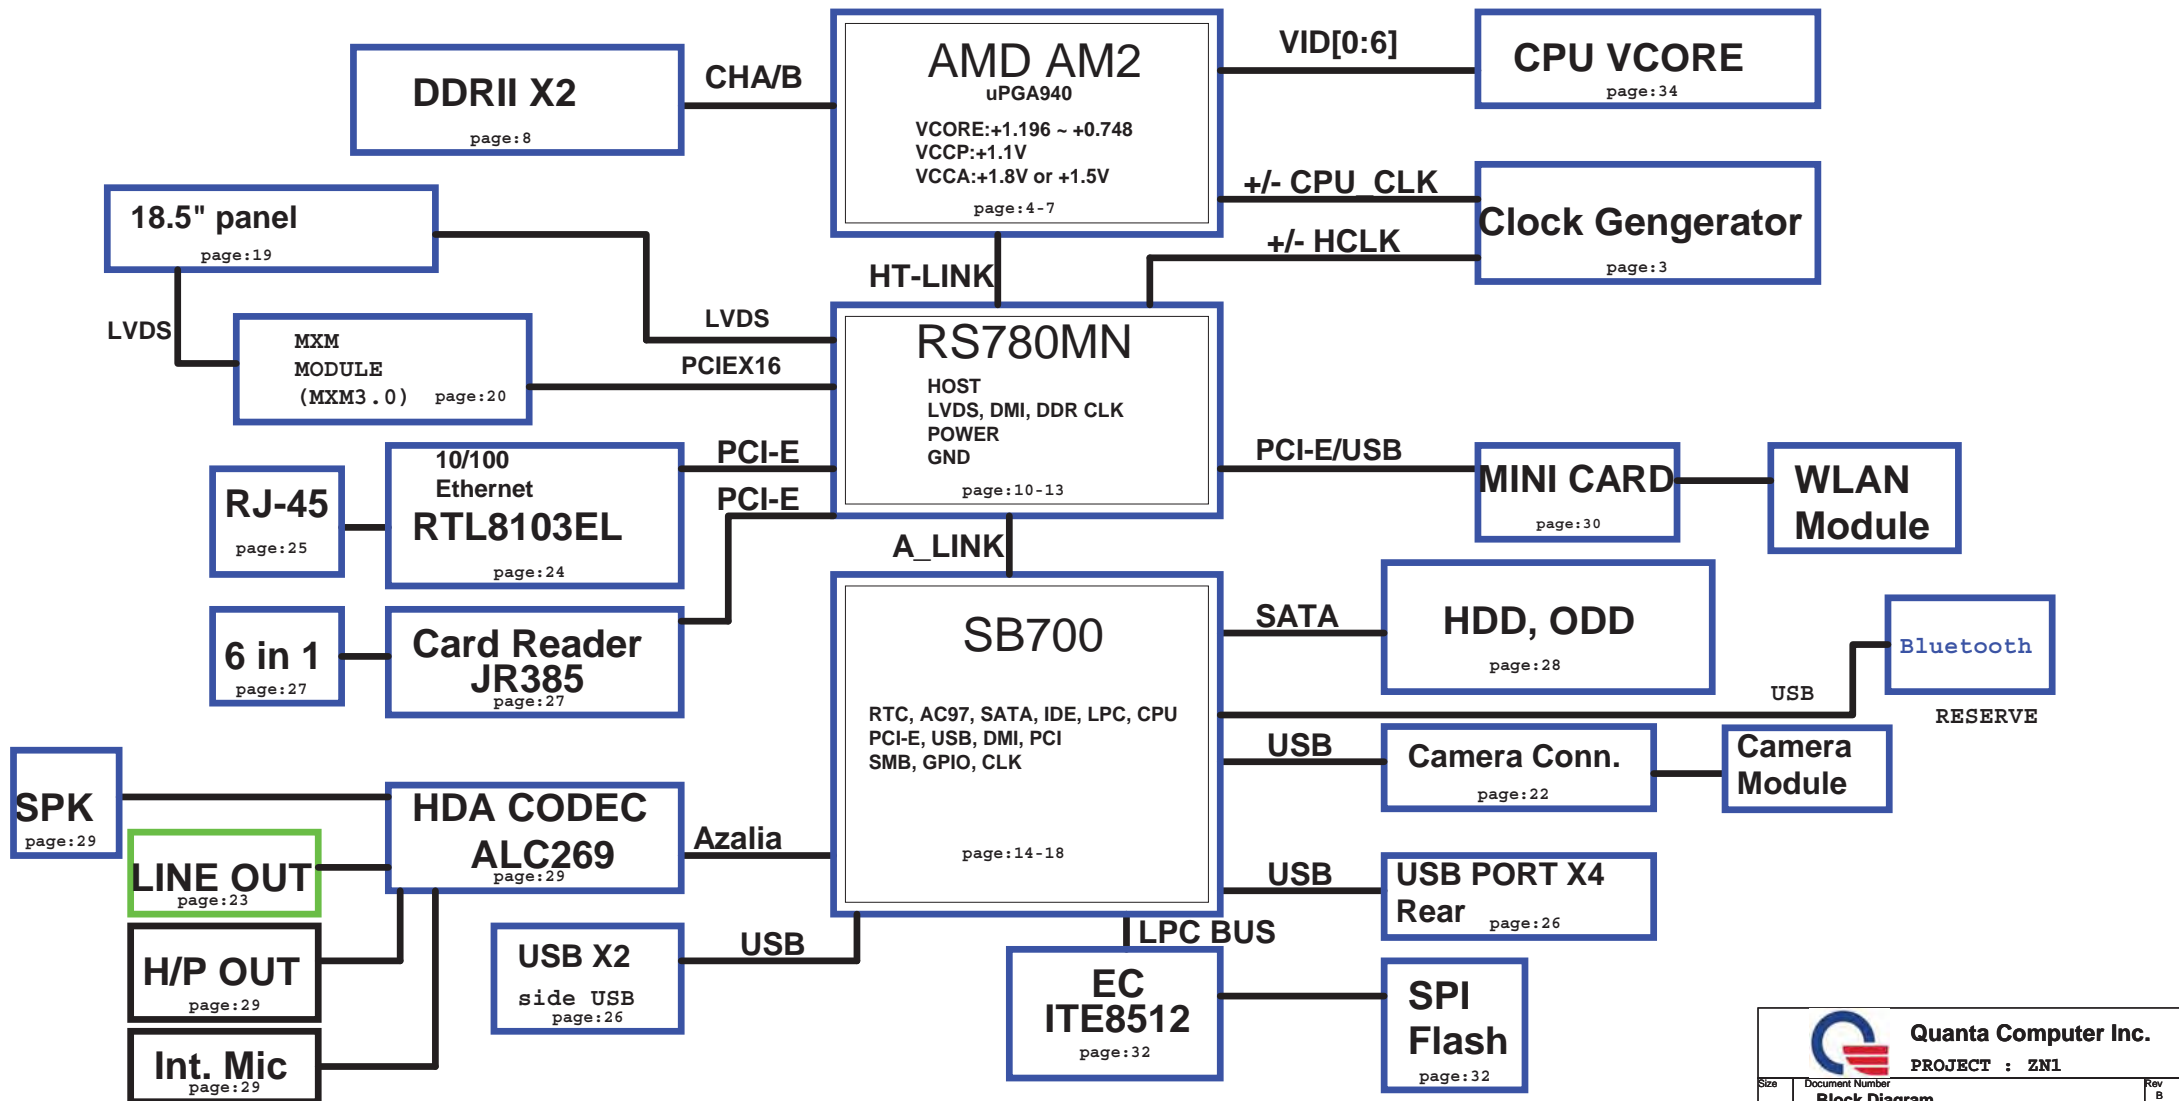 AMD AM2
uPGA940
VCORE:+1.196 ~ +0.748
VCCP:+1.1V
VCCA:+1.8V or +1.5V
page:4-7
DDRII X2
page:8
CHA/B
VID[0:6]
CPU VCORE
page:34
+/- CPU_CLK
+/- HCLK
Clock Gengerator
page:3
HT-LINK
18.5" panel
page:19
LVDS
MXM
MODULE
(MXM3.0) page:20
LVDS
PCIEX16
RS780MN
HOST
LVDS, DMI, DDR CLK
POWER
GND
page:10-13
PCI-E
PCI-E
10/100
Ethernet
RTL8103EL
page:24
RJ-45
page:25
PCI-E/USB
MINI CARD
page:30
WLAN
Module
A_LINK
6 in 1
page:27
Card Reader
JR385
page:27
SB700
RTC, AC97, SATA, IDE, LPC, CPU
PCI-E, USB, DMI, PCI
SMB, GPIO, CLK
page:14-18
SATA
HDD, ODD
page:28
USB
Bluetooth
RESERVE
USB
Camera Conn.
page:22
Camera
Module
SPK
page:29
HDA CODEC
ALC269
page:29
Azalia
LINE OUT
page:23
H/P OUT
page:29
Int. Mic
page:29
USB X2
side USB
page:26
USB
USB
USB PORT X4
Rear page:26
LPC BUS
EC
ITE8512
page:32
SPI
Flash
page:32
Quanta Computer Inc.
PROJECT : ZN1
Size Document Number Rev
Block Diagram B